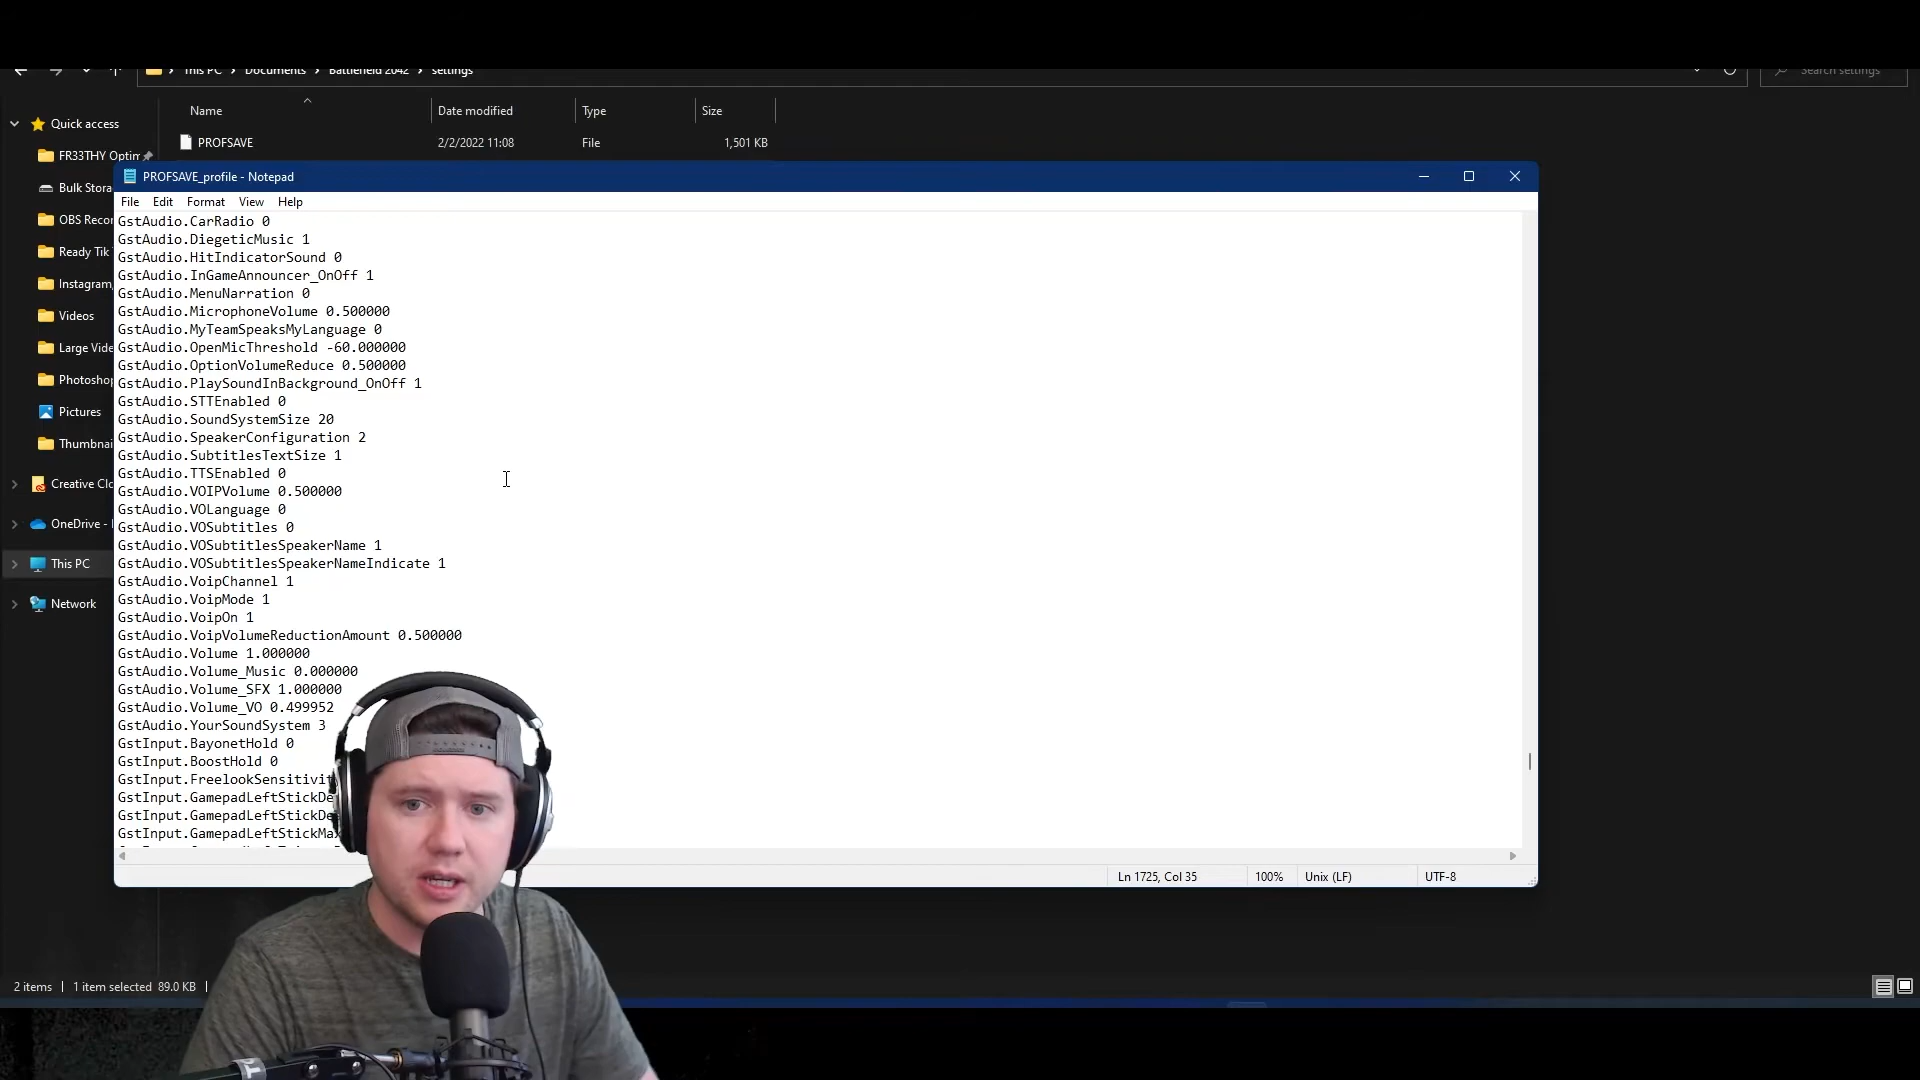 This PC > Documents > Battlefield 2042 > settings
Search settings
Name
Date modified
Type
Size
Quick access
PROFSAVE
2/2/2022 11:08
File
1,501 KB
FR33THY Optim
Bulk Stora
OBS Recor
Ready Tik
Instagram,
Videos
Large Vide
Photoshop
Pictures
Thumbnai
Creative Clo
OneDrive -
This PC
Network
PROFSAVE_profile - Notepad
File Edit Format View Help
GstAudio.CarRadio 0
GstAudio.DiegeticMusic 1
GstAudio.HitIndicatorSound 0
GstAudio.InGameAnnouncer_OnOff 1
GstAudio.MenuNarration 0
GstAudio.MicrophoneVolume 0.500000
GstAudio.MyTeamSpeaksMyLanguage 0
GstAudio.OpenMicThreshold -60.000000
GstAudio.OptionVolumeReduce 0.500000
GstAudio.PlaySoundInBackground_OnOff 1
GstAudio.STTEnabled 0
GstAudio.SoundSystemSize 20
GstAudio.SpeakerConfiguration 2
GstAudio.SubtitlesTextSize 1
GstAudio.TTSEnabled 0
GstAudio.VOIPVolume 0.500000
GstAudio.VOLanguage 0
GstAudio.VOSubtitles 0
GstAudio.VOSubtitlesSpeakerName 1
GstAudio.VOSubtitlesSpeakerNameIndicate 1
GstAudio.VoipChannel 1
GstAudio.VoipMode 1
GstAudio.VoipOn 1
GstAudio.VoipVolumeReductionAmount 0.500000
GstAudio.Volume 1.000000
GstAudio.Volume_Music 0.000000
GstAudio.Volume_SFX 1.000000
GstAudio.Volume_VO 0.499952
GstAudio.YourSoundSystem 3
GstInput.BayonetHold 0
GstInput.BoostHold 0
GstInput.FreelookSensitivit
GstInput.GamepadLeftStickDe
GstInput.GamepadLeftStickDe
GstInput.GamepadLeftStickMax
Ln 1725, Col 35
100%
Unix (LF)
UTF-8
2 items
1 item selected 89.0 KB